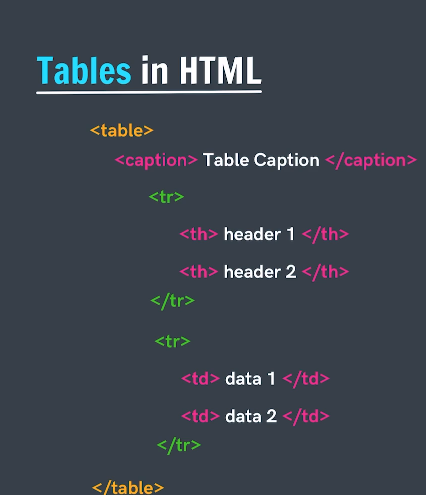 Tables in HTML
<table>
<caption> Table Caption </caption>
<tr>
<th> header 1 </th>
<th> header 2 </th>
</tr>
<tr>
<td> data 1 </td>
<td> data 2 </td>
</tr>
</table>